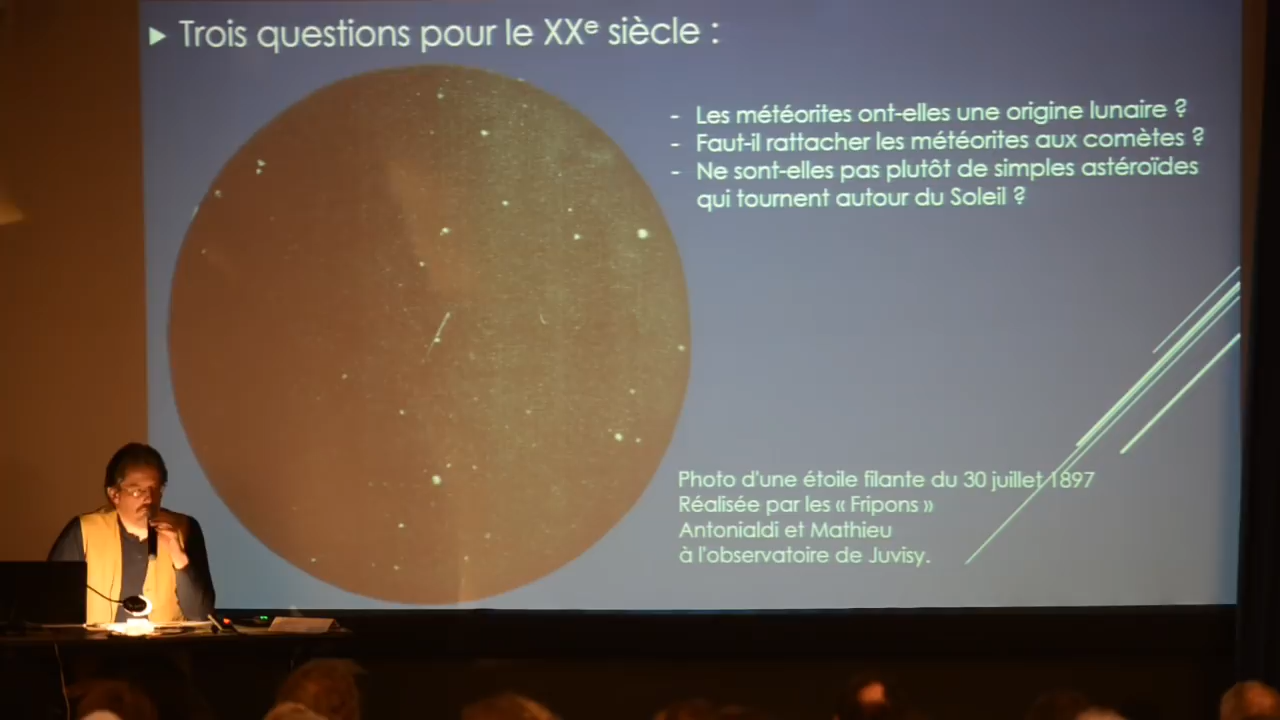 Trois questions pour le XXe siècle :
- Les météorites ont-elles une origine lunaire ?
- Faut-il rattacher les météorites aux comètes ?
- Ne sont-elles pas plutôt de simples astéroïdes
qui tournent autour du Soleil ?
Photo d'une étoile filante du 30 juillet 1897
Réalisée par les « Fripons »
Antonialdi et Mathieu
à l'observatoire de Juvisy.